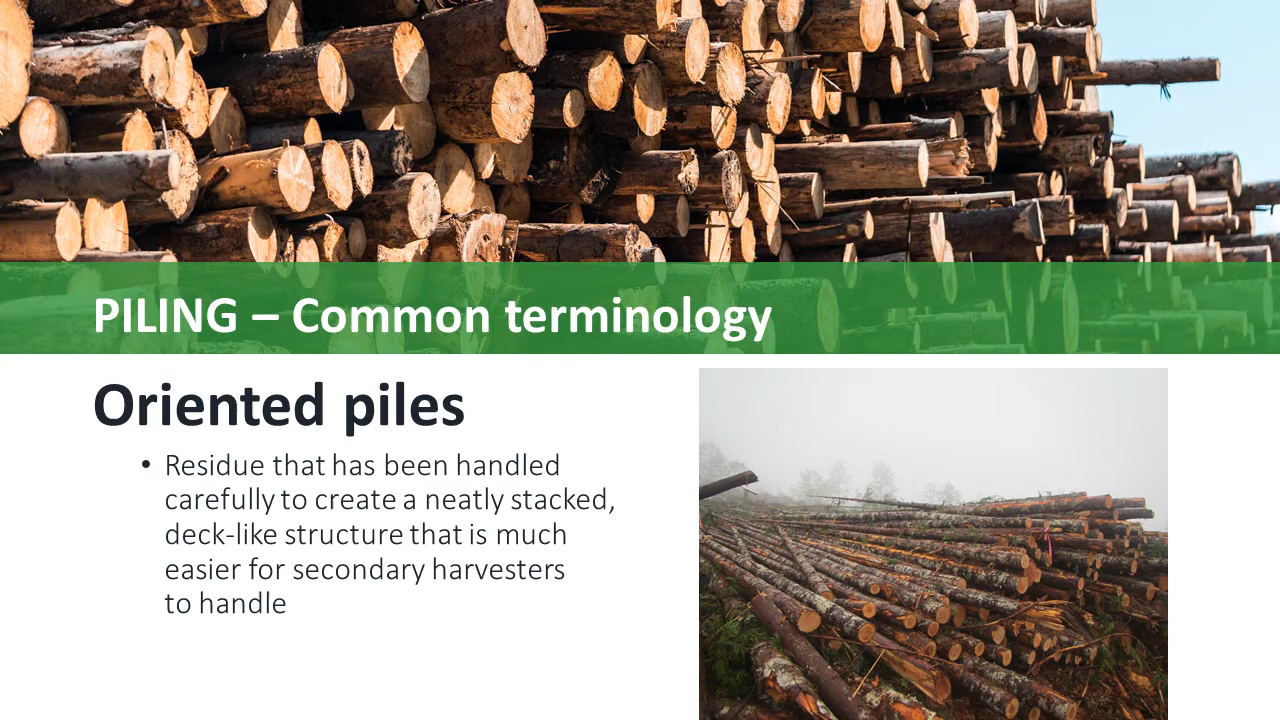 PILING – Common terminology
Oriented piles
• Residue that has been handled
carefully to create a neatly stacked,
deck-like structure that is much
easier for secondary harvesters
to handle